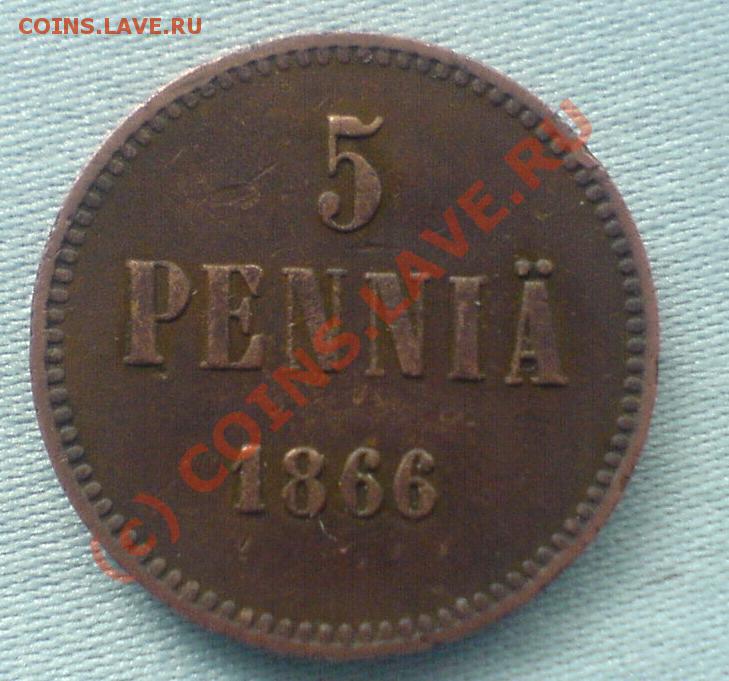 COINS.LAVE.RU
5
PENNIÄ
1866
(c) COINS.LAVE.RU